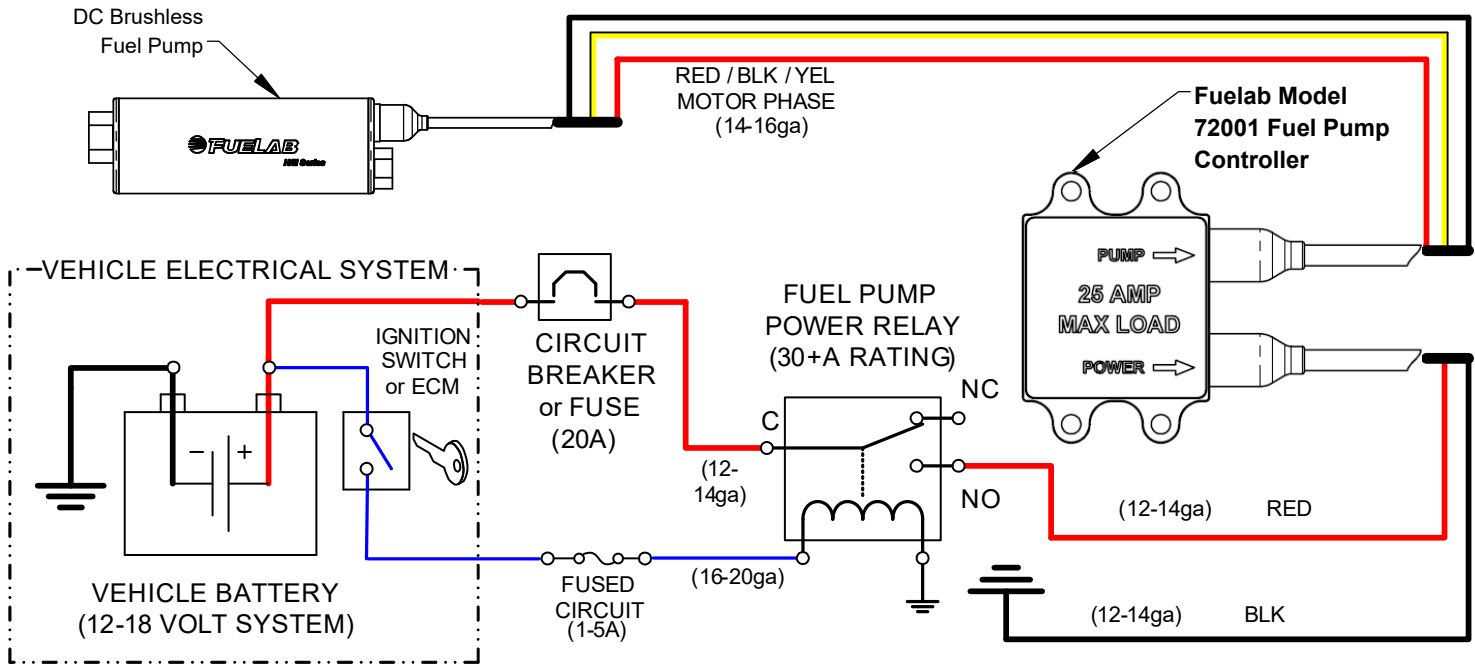 DC Brushless
Fuel Pump
FUELAB
RED / BLK / YEL
MOTOR PHASE
(14-16ga)
Fuelab Model
72001 Fuel Pump
Controller
PUMP
25 AMP
MAX LOAD
POWER
VEHICLE ELECTRICAL SYSTEM
IGNITION
SWITCH
or ECM
CIRCUIT
BREAKER
or FUSE
(20A)
FUEL PUMP
POWER RELAY
(30+A RATING)
C
NC
NO
(12-
14ga)
(12-14ga) RED
− +
VEHICLE BATTERY
(12-18 VOLT SYSTEM)
FUSED
CIRCUIT
(1-5A)
(16-20ga)
(12-14ga) BLK